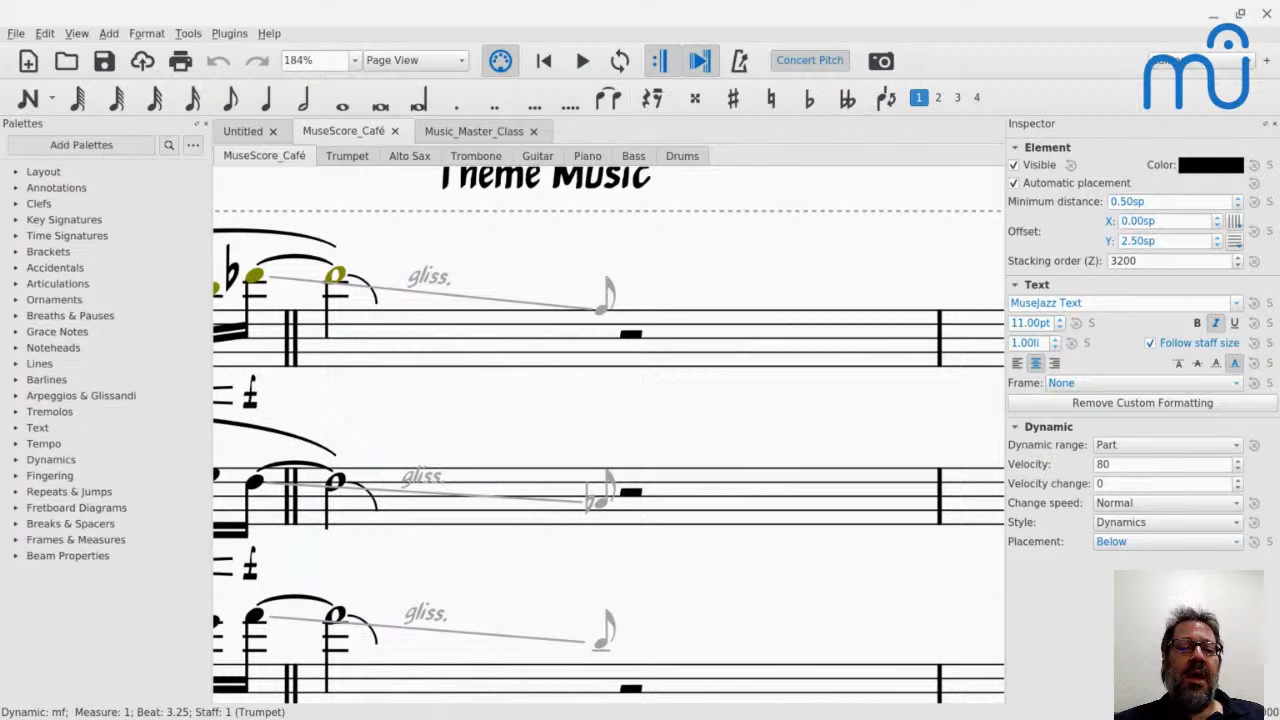 File Edit View Add Format Tools Plugins Help
184% Page View Concert Pitch
1 2 3 4
Palettes
Add Palettes
Layout
Annotations
Clefs
Key Signatures
Time Signatures
Brackets
Accidentals
Articulations
Ornaments
Breaths & Pauses
Grace Notes
Noteheads
Lines
Barlines
Arpeggios & Glissandi
Tremolos
Text
Tempo
Dynamics
Fingering
Repeats & Jumps
Fretboard Diagrams
Breaks & Spacers
Frames & Measures
Beam Properties
Untitled MuseScore_Café Music_Master_Class
MuseScore_Café Trumpet Alto Sax Trombone Guitar Piano Bass Drums
Theme Music
gliss.
f
gliss.
f
gliss.
Inspector
Element
Visible Color:
Automatic placement
Minimum distance: 0.50sp
Offset: X: 0.00sp
Y: 2.50sp
Stacking order (Z): 3200
Text
MuseJazz Text
11.00pt S B I U
1.00li S Follow staff size
Frame: None
Remove Custom Formatting
Dynamic
Dynamic range: Part
Velocity: 80
Velocity change: 0
Change speed: Normal
Style: Dynamics
Placement: Below
Dynamic: mf; Measure: 1; Beat: 3.25; Staff: 1 (Trumpet)